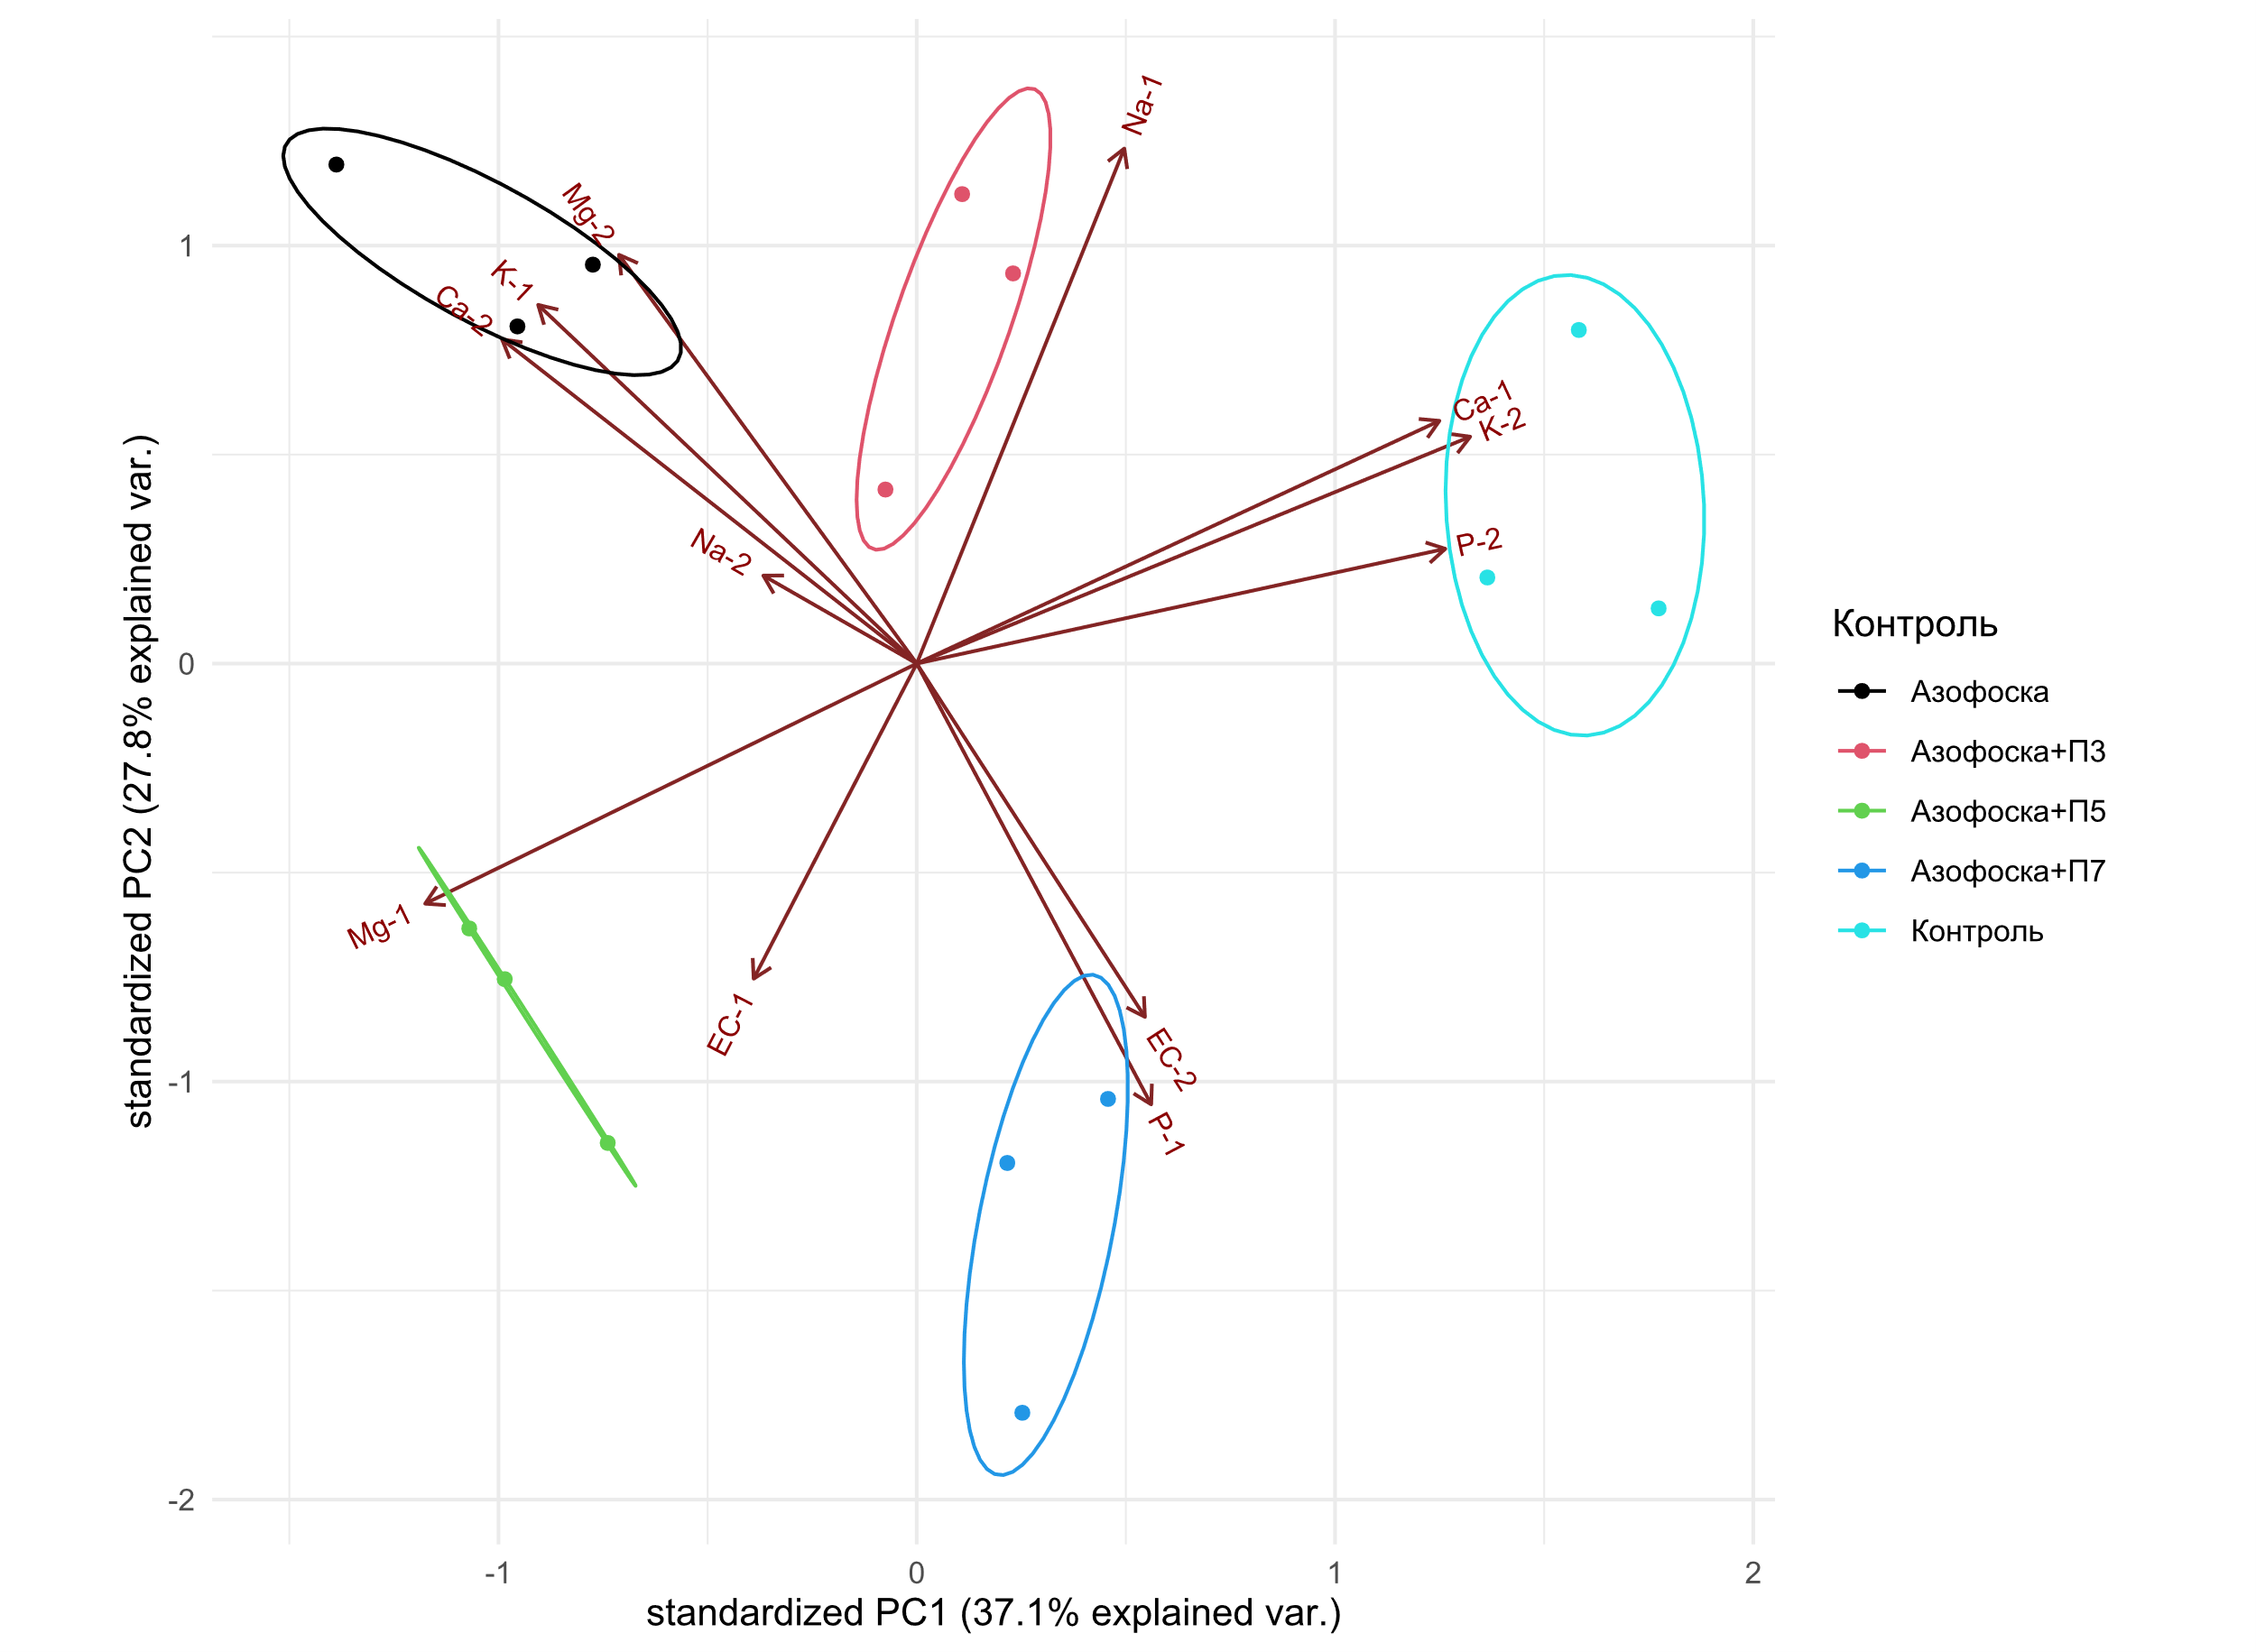 Na-1
Mg-2
K-1
Ca-2
1
Ca-1
K-2
P-2
Na-2
0
Mg-1
EC-1
EC-2
P-1
-1
-2
-1
0
1
2
standardized PC1 (37.1% explained var.)
standardized PC2 (27.8% explained var.)
Контроль
Азофоска
Азофоска+П3
Азофоска+П5
Азофоска+П7
Контроль